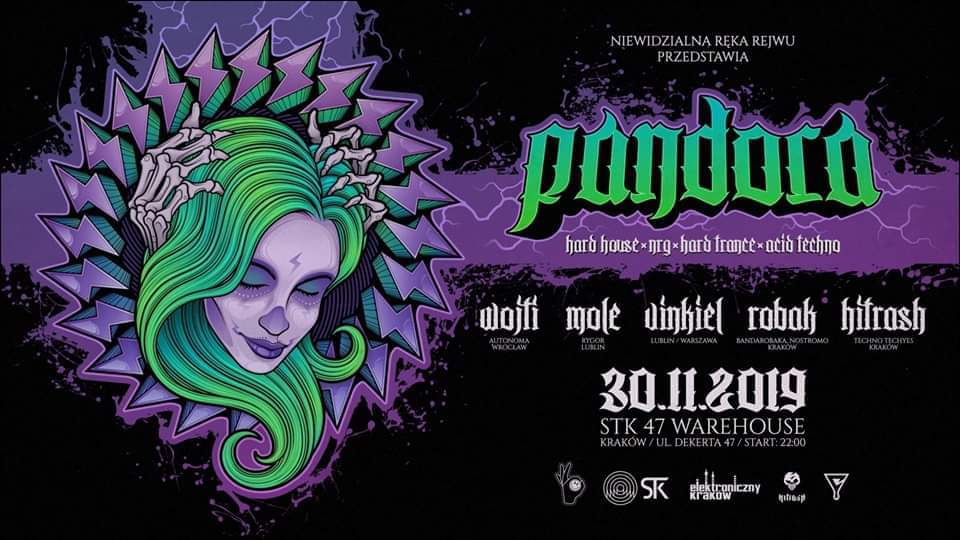 NIEWIDZIALNA RĘKA REJWU
PRZEDSTAWIA
pandora
hard house × nrg × hard trance × acid techno
wojti mole vinkiel robak hitrash
AUTONOMA RYGOR LUBLIN / WARSZAWA BANDAROBAKA, NOSTROMO TECHNO TECHYES
WROCŁAW LUBLIN KRAKÓW KRAKÓW
30.11.2019
STK 47 WAREHOUSE
KRAKÓW / UL. DEKERTA 47 / START: 22:00
STK
elektroniczny
kraków
hitrash